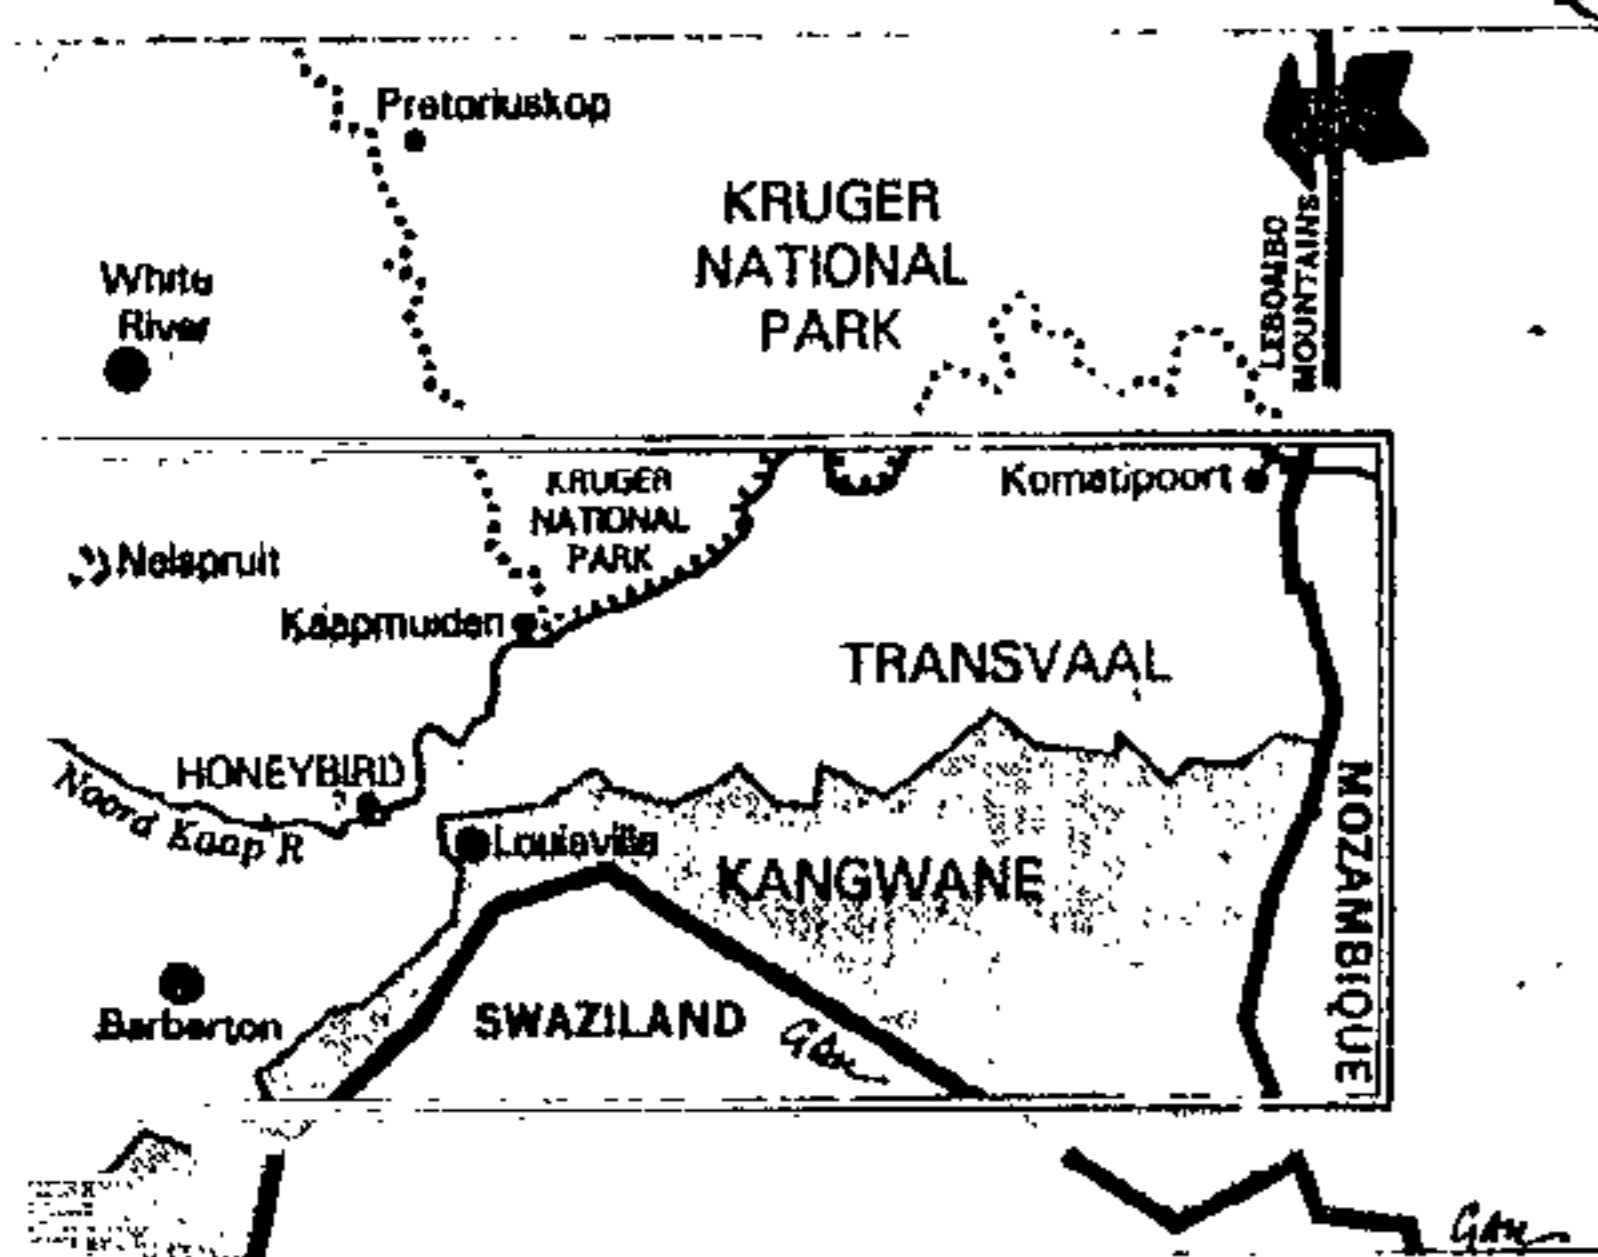 Pretoriuskop
KRUGER
NATIONAL
PARK
LEBOMBO
MOUNTAINS
White
River
KRUGER
NATIONAL
PARK
Komatipoort
Nelspruit
Kaapmuiden
TRANSVAAL
HONEYBIRD
Noord Kaap R
Louisville
KANGWANE
MOZAMBIQUE
Barberton
SWAZILAND